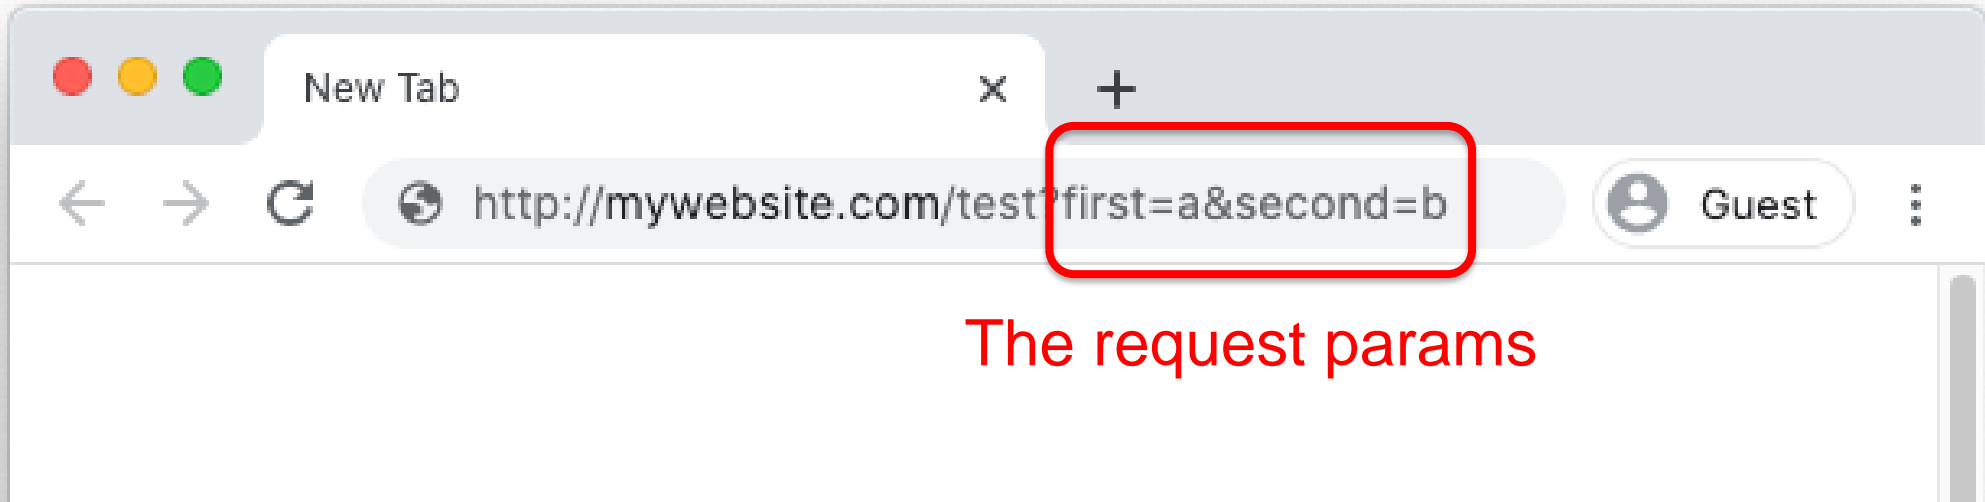 New Tab
http://mywebsite.com/test?first=a&second=b
Guest
The request params